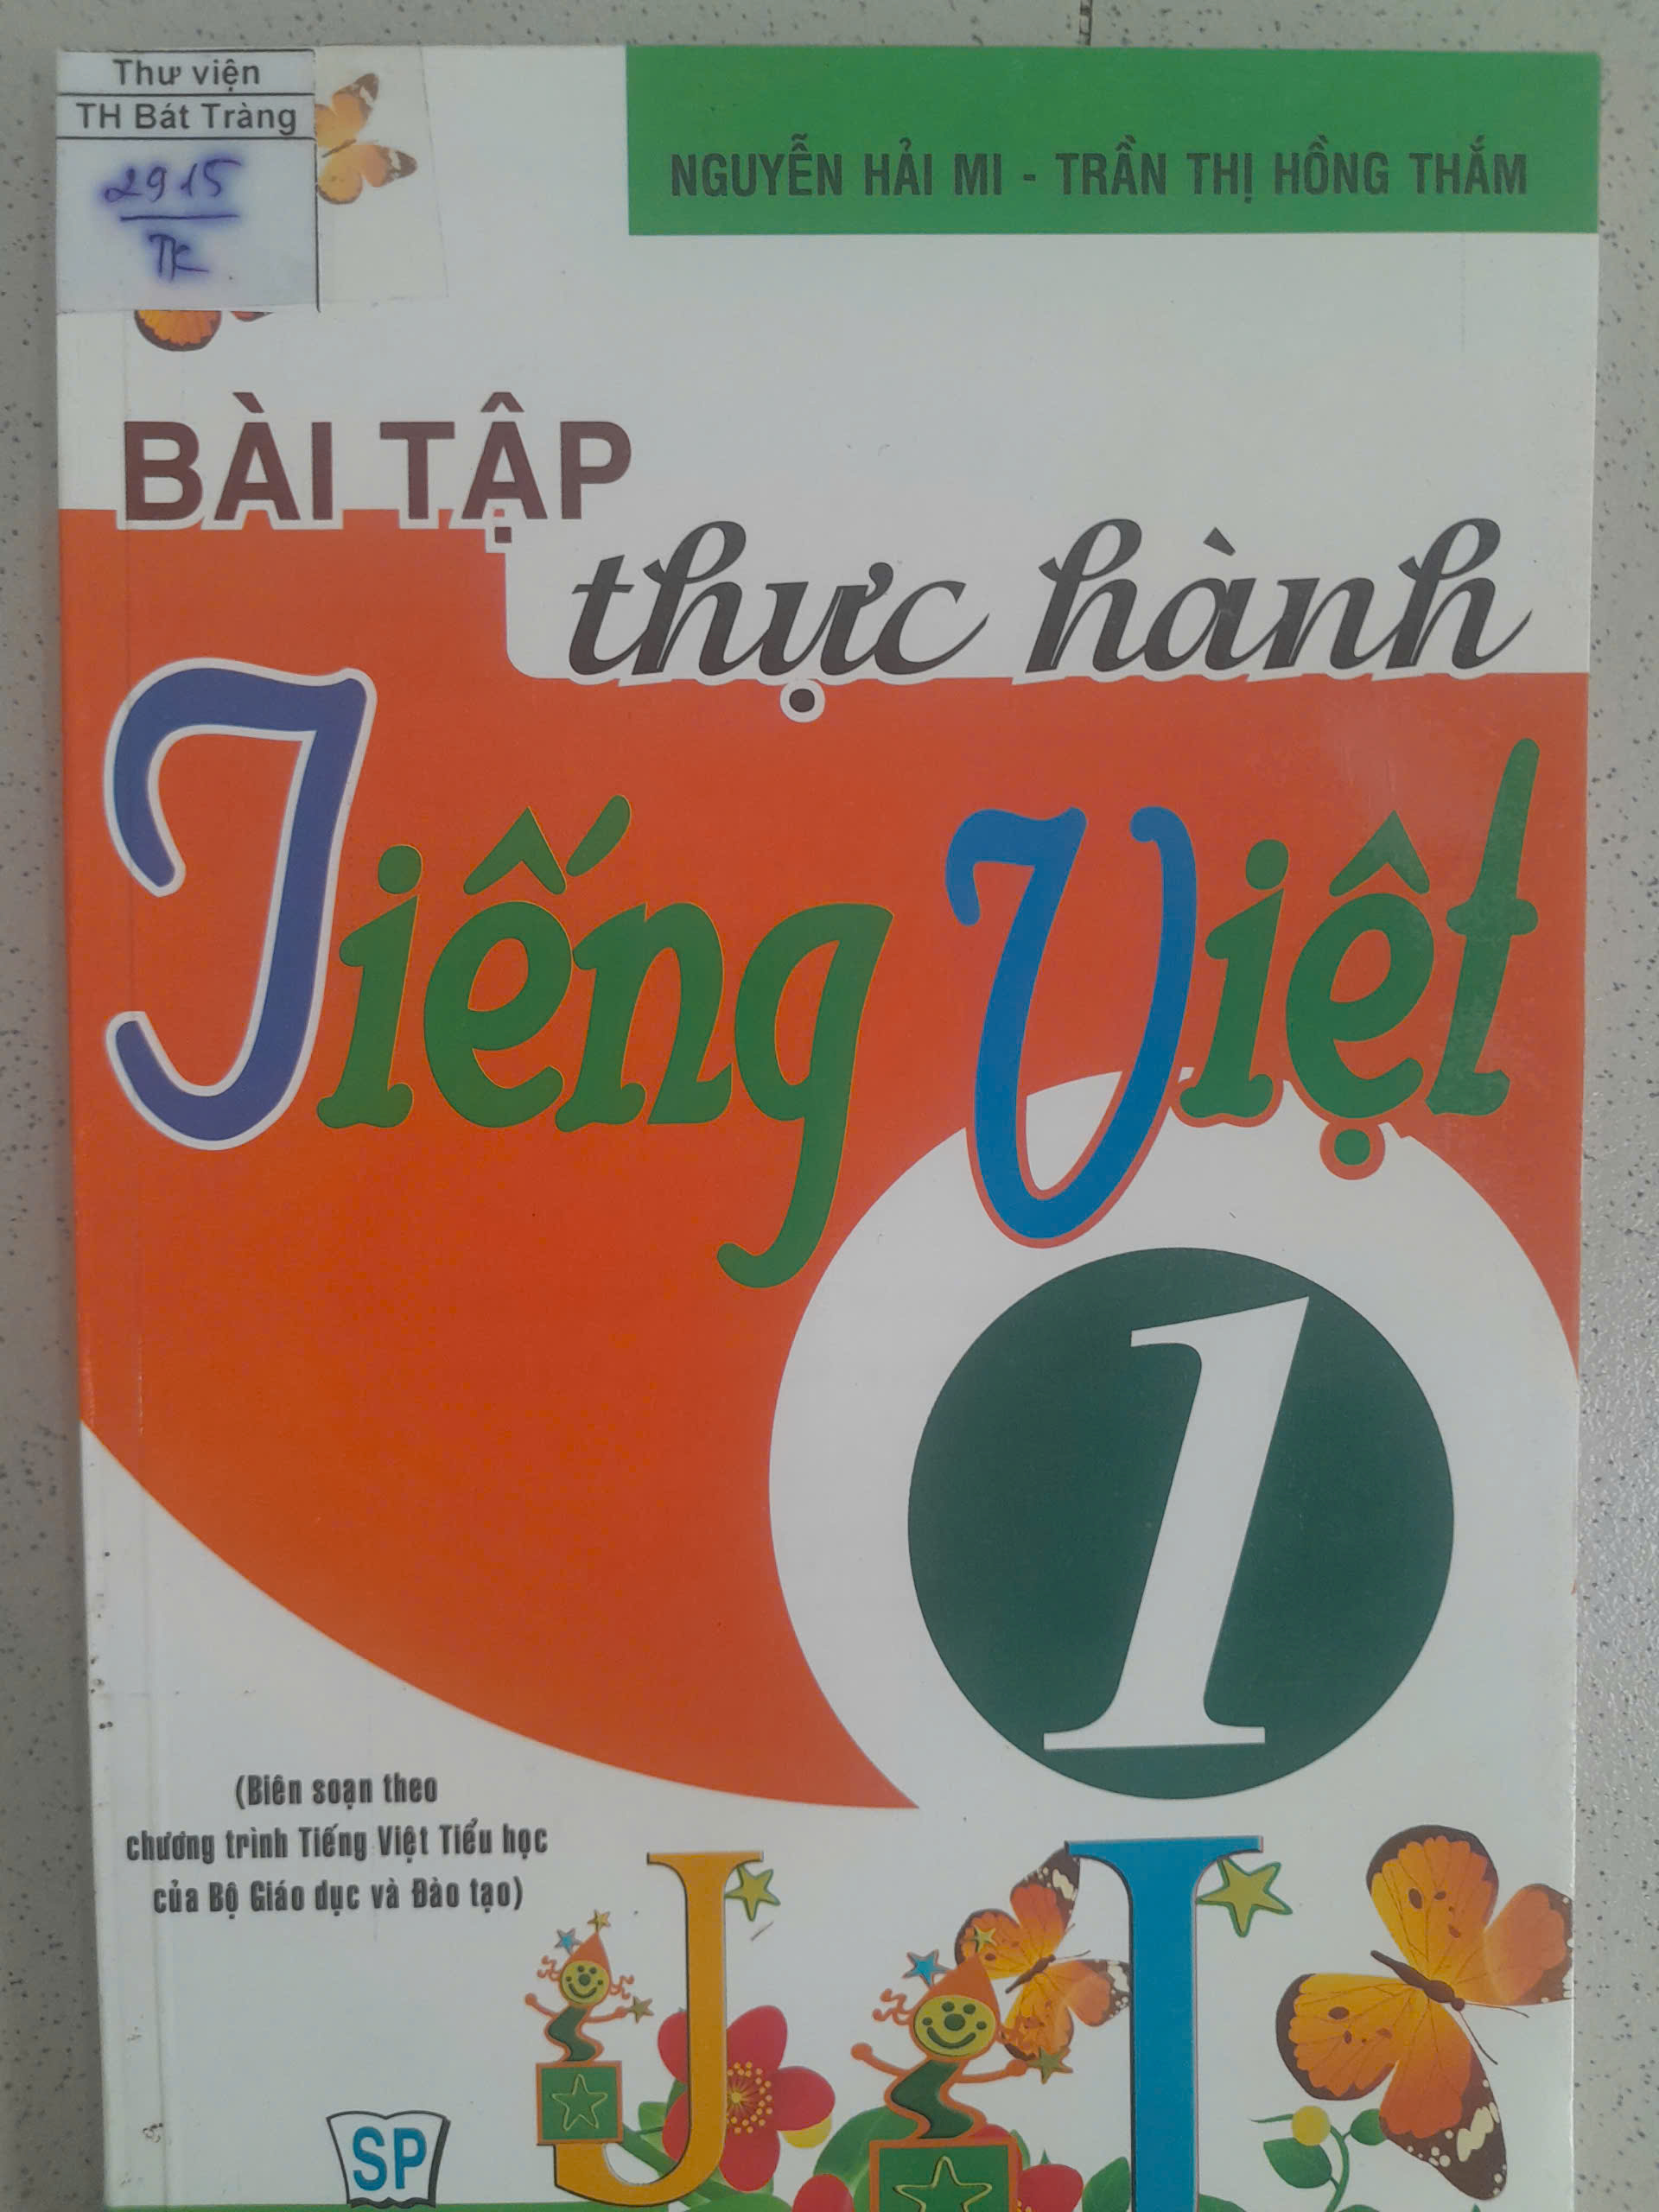 Thư viện
TH Bát Tràng
2915
TK
NGUYỄN HẢI MI - TRẦN THỊ HỒNG THẮM
BÀI TẬP
thực hành
Tiếng Việt
1
(Biên soạn theo
chương trình Tiếng Việt Tiểu học
của Bộ Giáo dục và Đào tạo)
J I
SP